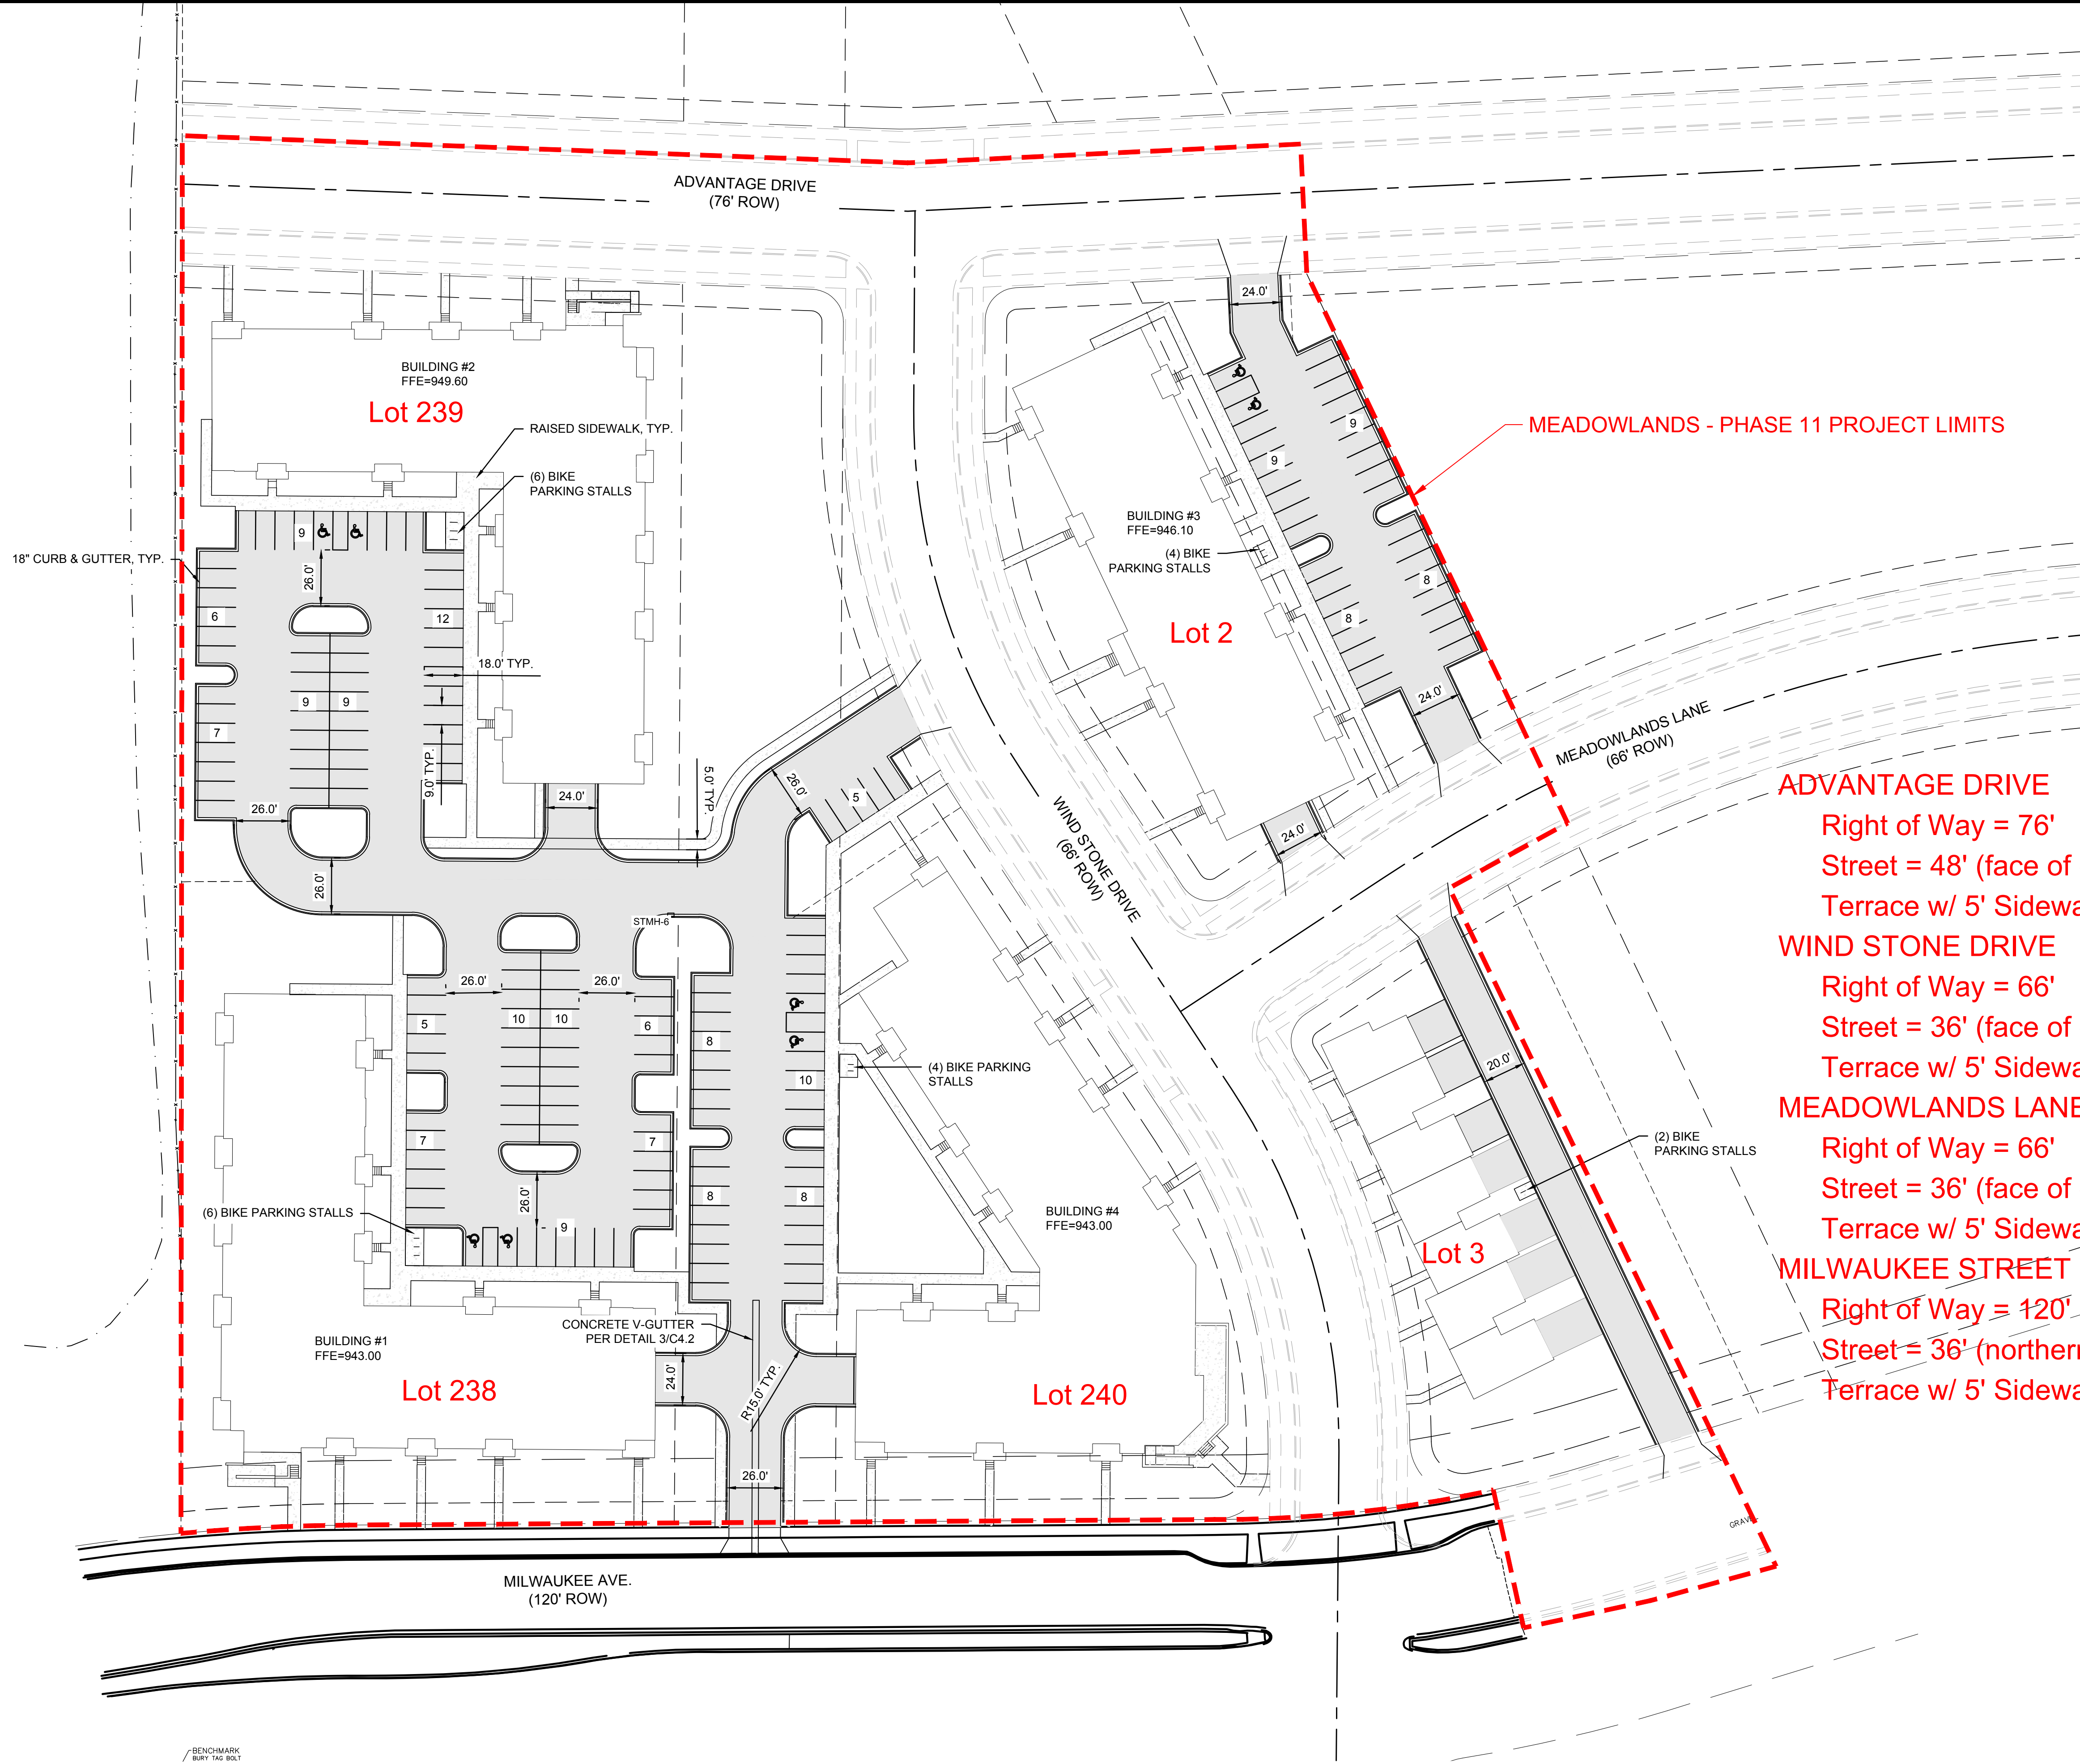 ADVANTAGE DRIVE
(76' ROW)
24.0'
BUILDING #2
FFE=949.60
Lot 239
RAISED SIDEWALK, TYP.
(6) BIKE
PARKING STALLS
MEADOWLANDS - PHASE 11 PROJECT LIMITS
9
9
BUILDING #3
FFE=946.10
(4) BIKE
PARKING STALLS
9
18" CURB & GUTTER, TYP.
26.0'
6
12
8
8
Lot 2
18.0' TYP.
9
9
7
9.0' TYP.
24.0'
MEADOWLANDS LANE
(66' ROW)
26.0'
24.0'
5.0' TYP.
26.0'
5
WIND STONE DRIVE
(66' ROW)
24.0'
26.0'
STMH-6
ADVANTAGE DRIVE
Right of Way = 76'
Street = 48' (face of
Terrace w/ 5' Sidewa
WIND STONE DRIVE
Right of Way = 66'
Street = 36' (face of
Terrace w/ 5' Sidewa
MEADOWLANDS LANE
Right of Way = 66'
Street = 36' (face of
Terrace w/ 5' Sidewa
MILWAUKEE STREET
Right of Way = 120'
Street = 36' (northern
Terrace w/ 5' Sidewa
26.0'
26.0'
5
10
10
6
8
10
(4) BIKE PARKING
STALLS
20.0'
7
7
(2) BIKE
PARKING STALLS
26.0'
8
8
(6) BIKE PARKING STALLS
9
BUILDING #4
FFE=943.00
Lot 3
CONCRETE V-GUTTER
PER DETAIL 3/C4.2
BUILDING #1
FFE=943.00
24.0'
R15.0' TYP.
Lot 238
Lot 240
26.0'
MILWAUKEE AVE.
(120' ROW)
BENCHMARK
BURY TAG BOLT